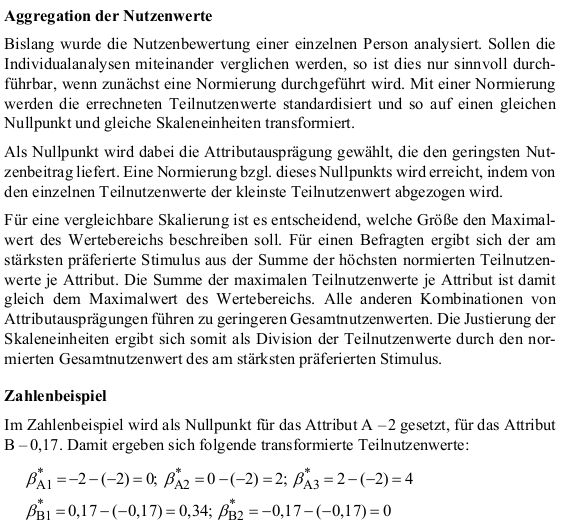 Aggregation der Nutzenwerte
Bislang wurde die Nutzenbewertung einer einzelnen Person analysiert. Sollen die
Individualanalysen miteinander verglichen werden, so ist dies nur sinnvoll durch-
führbar, wenn zunächst eine Normierung durchgeführt wird. Mit einer Normierung
werden die errechneten Teilnutzenwerte standardisiert und so auf einen gleichen
Nullpunkt und gleiche Skaleneinheiten transformiert.
Als Nullpunkt wird dabei die Attributausprägung gewählt, die den geringsten Nut-
zenbeitrag liefert. Eine Normierung bzgl. dieses Nullpunkts wird erreicht, indem von
den einzelnen Teilnutzenwerte der kleinste Teilnutzenwert abgezogen wird.
Für eine vergleichbare Skalierung ist es entscheidend, welche Größe den Maximal-
wert des Wertebereichs beschreiben soll. Für einen Befragten ergibt sich der am
stärksten präferierte Stimulus aus der Summe der höchsten normierten Teilnutzen-
werte je Attribut. Die Summe der maximalen Teilnutzenwerte je Attribut ist damit
gleich dem Maximalwert des Wertebereichs. Alle anderen Kombinationen von
Attributausprägungen führen zu geringeren Gesamtnutzenwerten. Die Justierung der
Skaleneinheiten ergibt sich somit als Division der Teilnutzenwerte durch den nor-
mierten Gesamtnutzenwert des am stärksten präferierten Stimulus.
Zahlenbeispiel
Im Zahlenbeispiel wird als Nullpunkt für das Attribut A –2 gesetzt, für das Attribut
B – 0,17. Damit ergeben sich folgende transformierte Teilnutzenwerte:
β*A1 = −2 − (−2) = 0; β*A2 = 0 − (−2) = 2; β*A3 = 2 − (−2) = 4
β*B1 = 0,17 − (−0,17) = 0,34; β*B2 = −0,17 − (−0,17) = 0